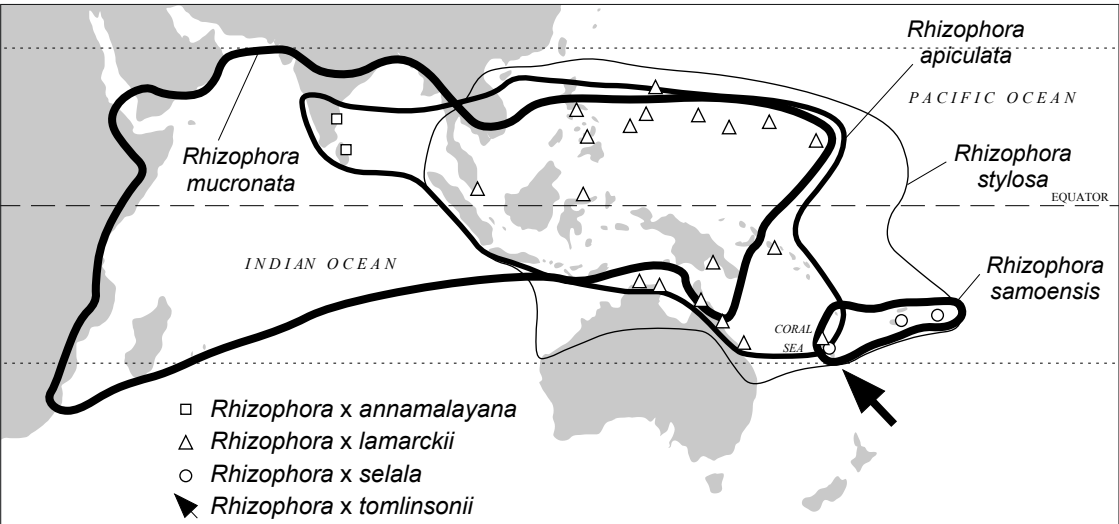 Rhizophora
apiculata
PACIFIC OCEAN
Rhizophora
mucronata
Rhizophora
stylosa
EQUATOR
INDIAN OCEAN
Rhizophora
samoensis
CORAL
SEA
Rhizophora x annamalayana
Rhizophora x lamarckii
Rhizophora x selala
Rhizophora x tomlinsonii